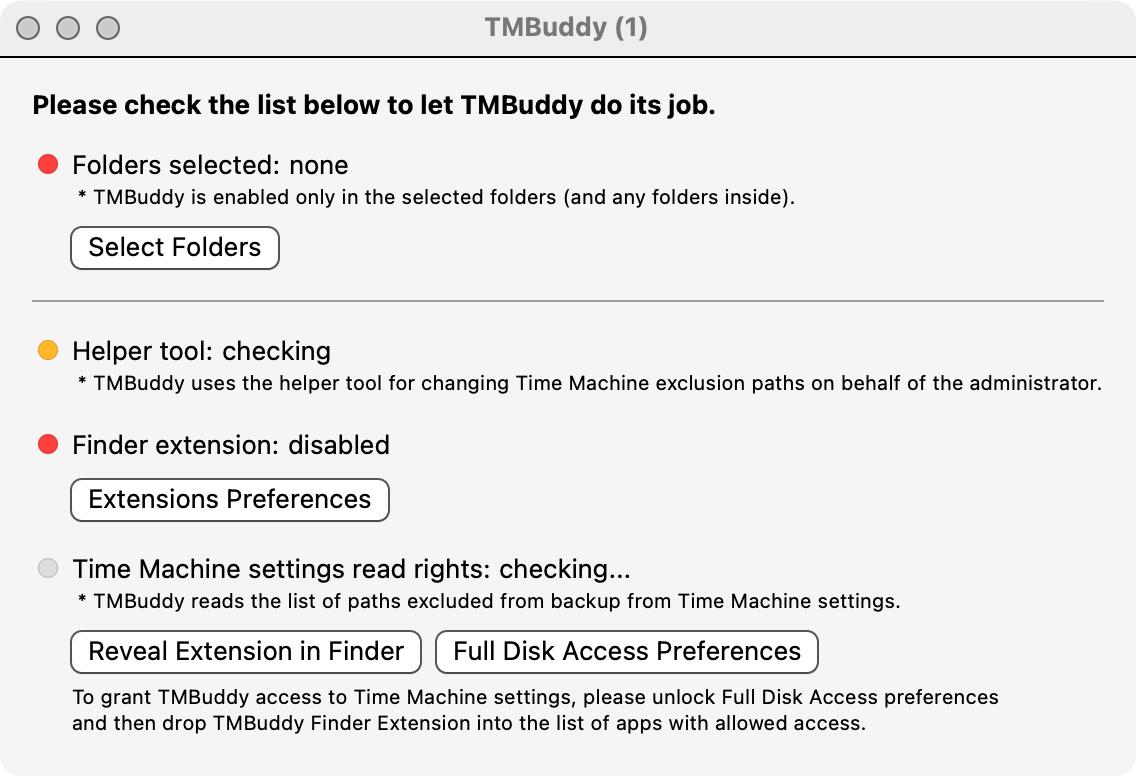 TMBuddy (1)
Please check the list below to let TMBuddy do its job.
Folders selected: none
* TMBuddy is enabled only in the selected folders (and any folders inside).
Select Folders
Helper tool: checking
* TMBuddy uses the helper tool for changing Time Machine exclusion paths on behalf of the administrator.
Finder extension: disabled
Extensions Preferences
Time Machine settings read rights: checking...
* TMBuddy reads the list of paths excluded from backup from Time Machine settings.
Reveal Extension in Finder Full Disk Access Preferences
To grant TMBuddy access to Time Machine settings, please unlock Full Disk Access preferences
and then drop TMBuddy Finder Extension into the list of apps with allowed access.